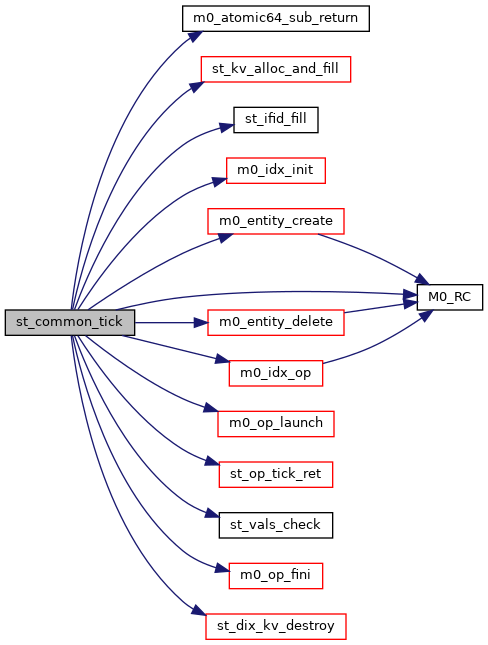 m0_atomic64_sub_return
st_kv_alloc_and_fill
st_ifid_fill
m0_idx_init
m0_entity_create
M0_RC
st_common_tick
m0_entity_delete
m0_idx_op
m0_op_launch
st_op_tick_ret
st_vals_check
m0_op_fini
st_dix_kv_destroy